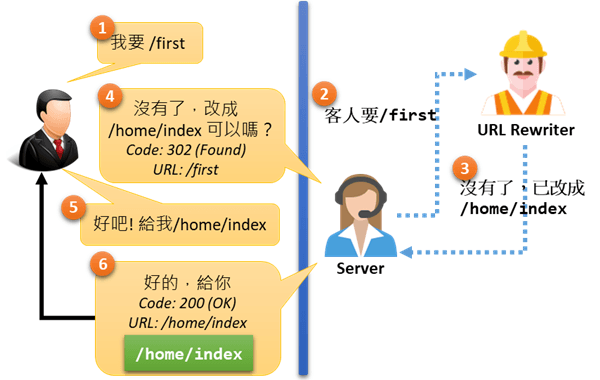 1
我要 /first
4
沒有了，改成
/home/index 可以嗎？
Code: 302 (Found)
URL: /first
5
好吧! 給我/home/index
6
好的，給你
Code: 200 (OK)
URL: /home/index
/home/index
2
客人要/first
URL Rewriter
3
沒有了，已改成
/home/index
Server